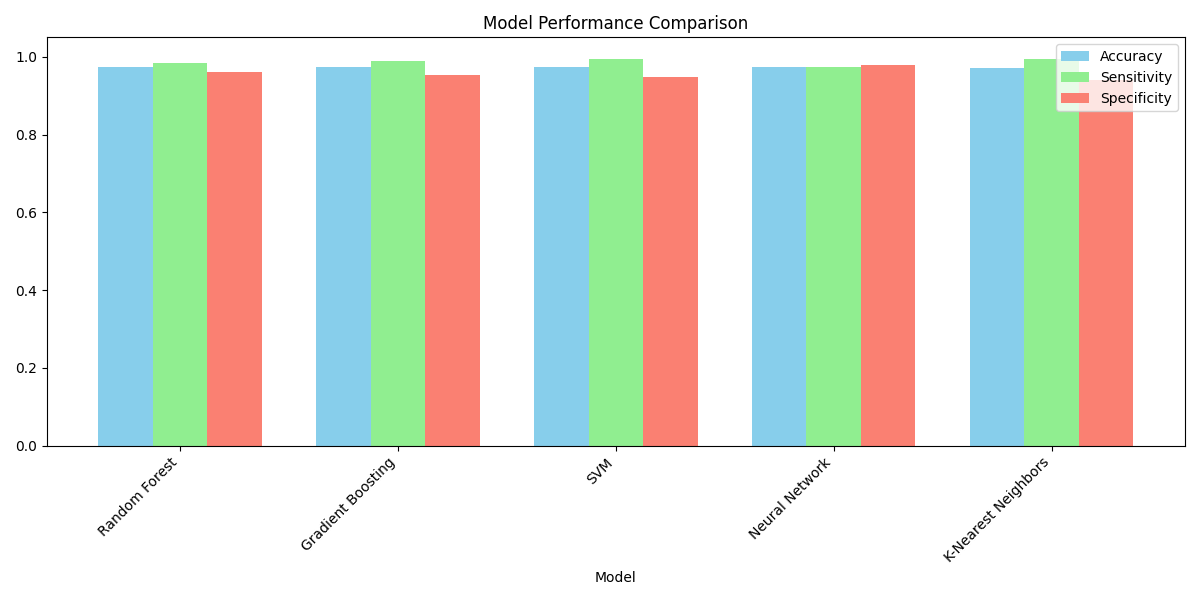 Model Performance Comparison
1.0
0.8
0.6
0.4
0.2
0.0
Accuracy
Sensitivity
Specificity
Random Forest
Gradient Boosting
SVM
Neural Network
K-Nearest Neighbors
Model